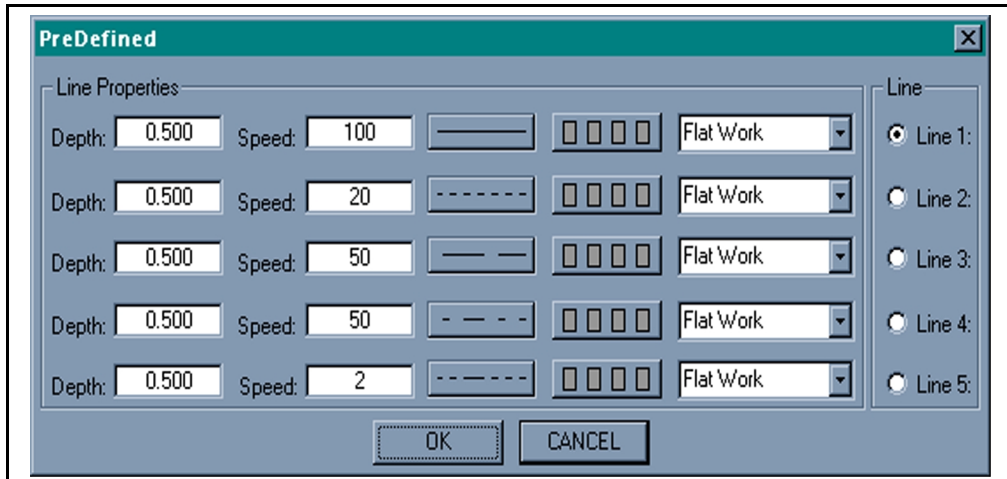 PreDefined
Line Properties
Line
Depth: 0.500 Speed: 100 Flat Work Line 1:
Depth: 0.500 Speed: 20 Flat Work Line 2:
Depth: 0.500 Speed: 50 Flat Work Line 3:
Depth: 0.500 Speed: 50 Flat Work Line 4:
Depth: 0.500 Speed: 2 Flat Work Line 5:
OK CANCEL